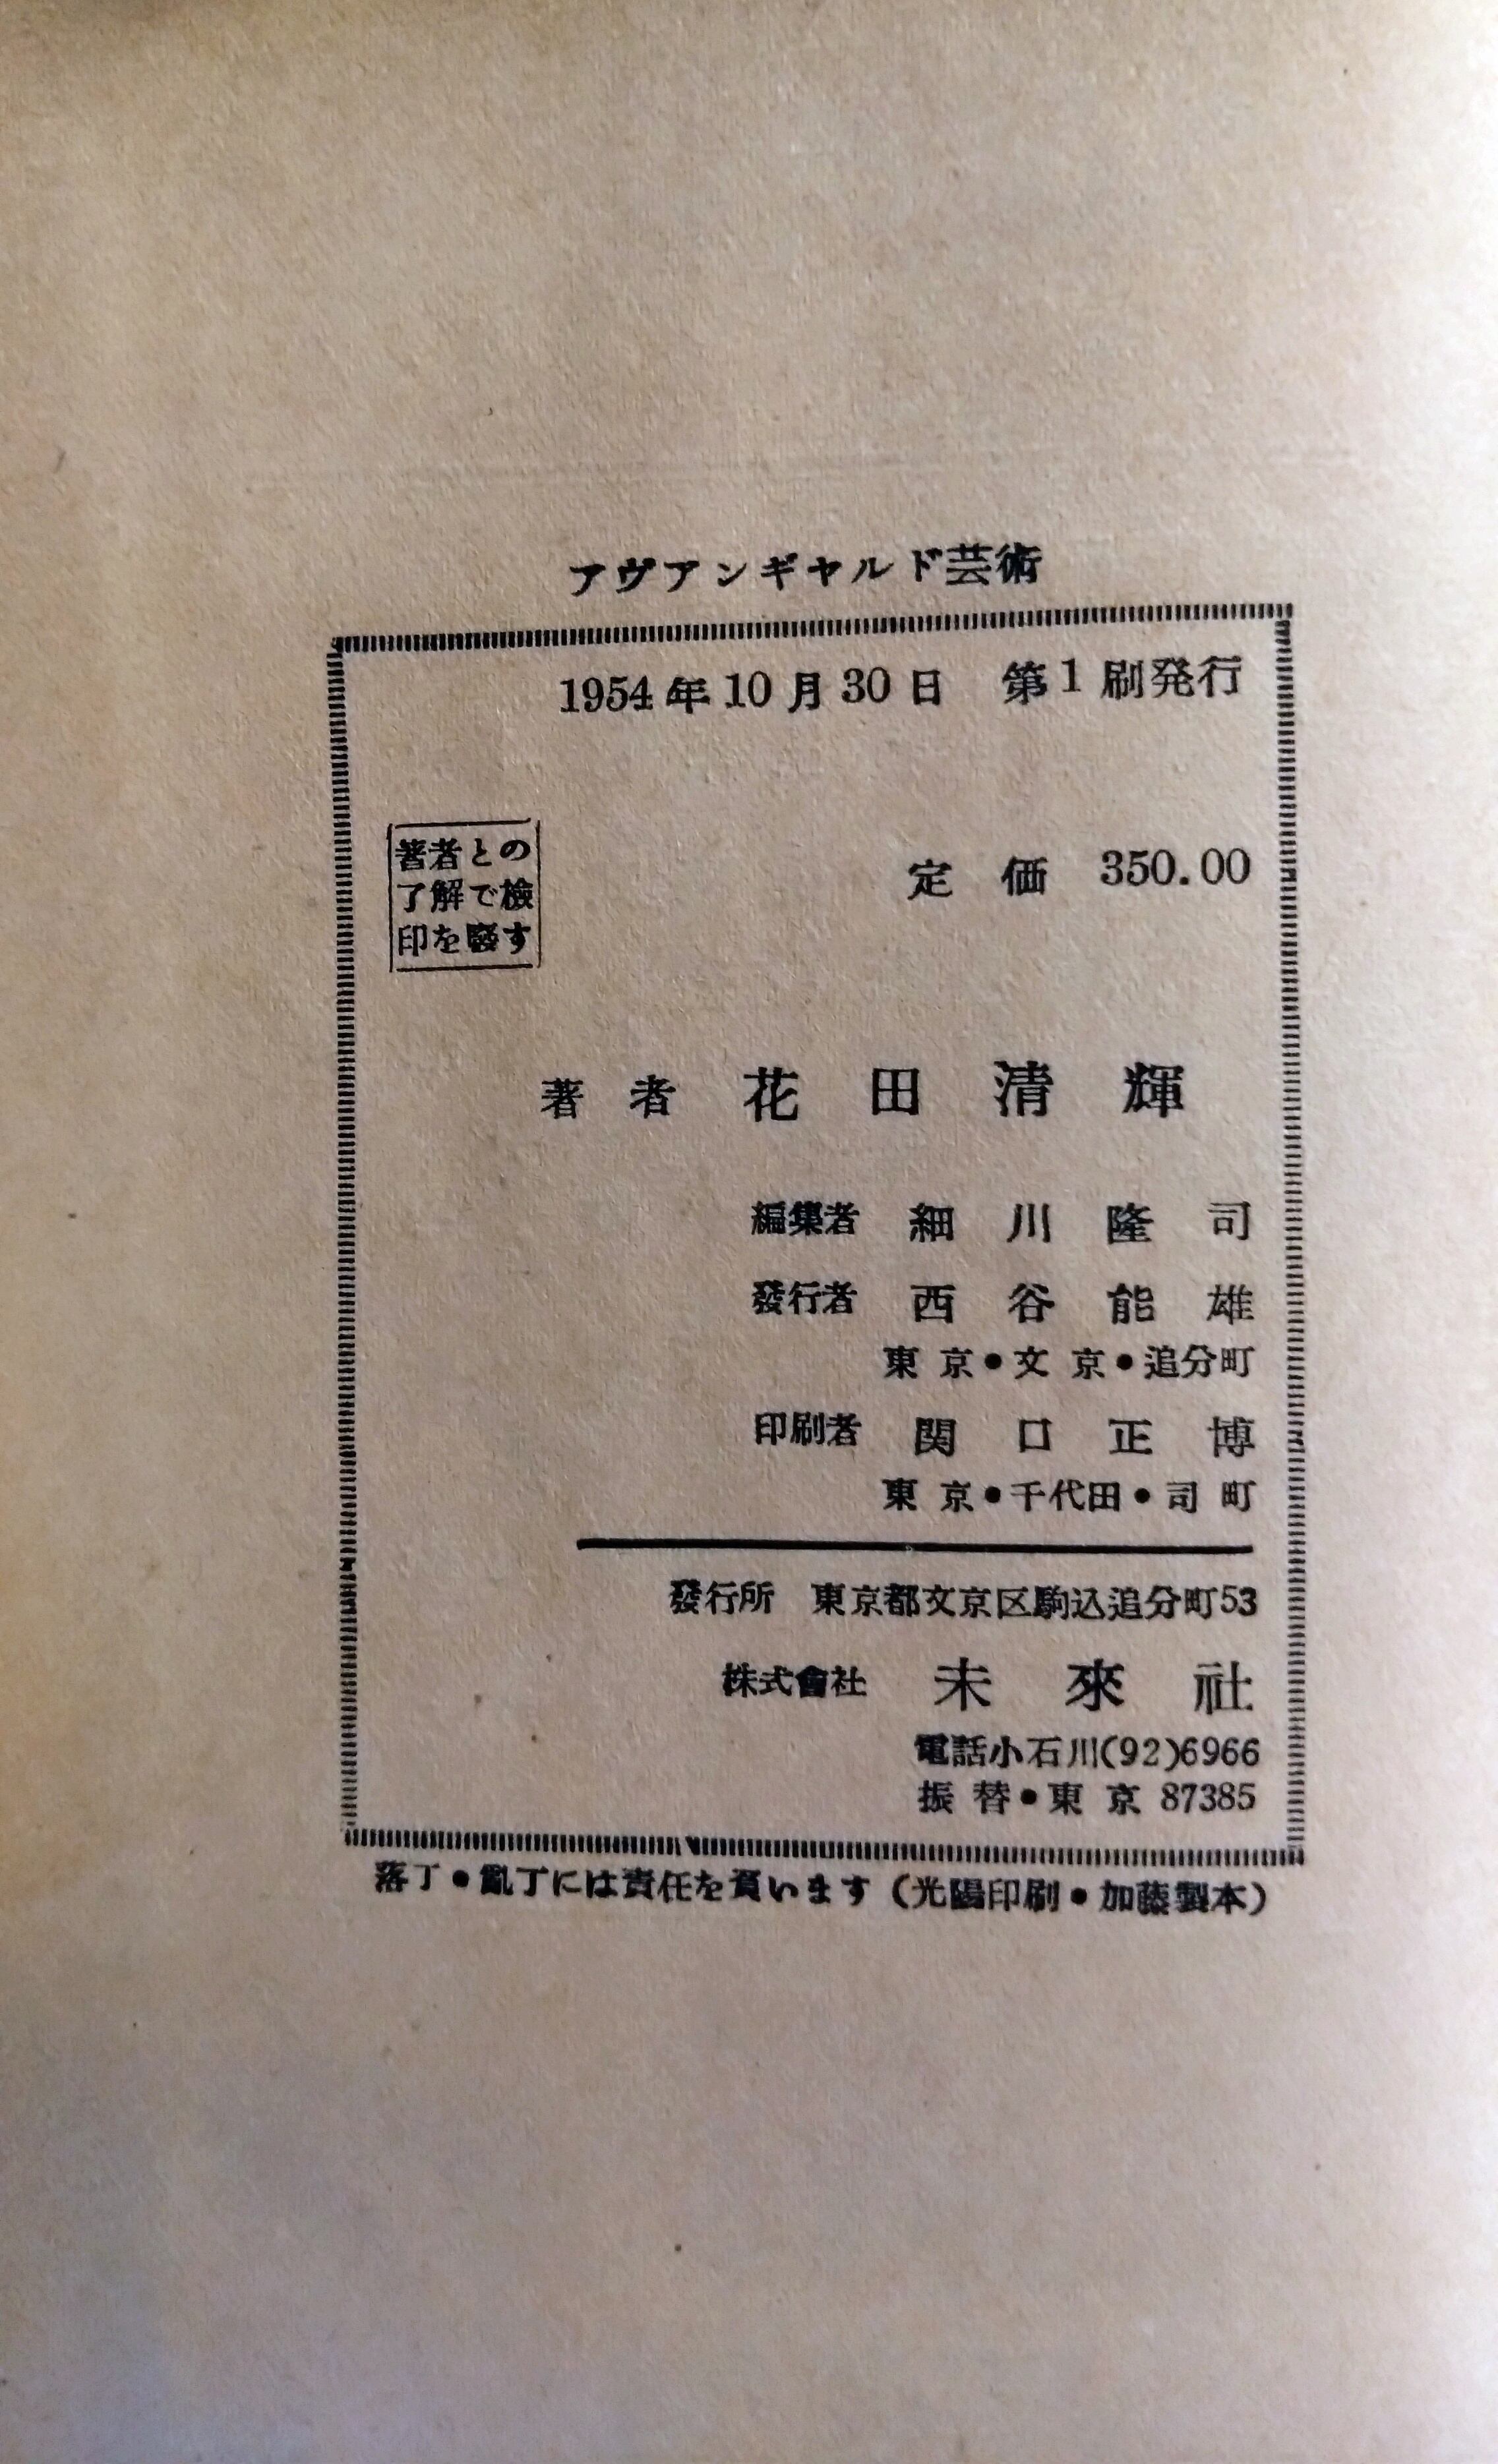 アヴアンギヤルド芸術
1954年10月30日　第1刷発行
著者との
了解で檢
印を廢す
定　価　350.00
著　者　花　田　清　輝
編集者　細　川　隆　司
發行者　西　谷　能　雄
東　京●文　京●追分町
印刷者　関　口　正　博
東　京●千代田●司　町
發行所　東京都文京区駒込追分町53
株式會社　未　來　社
電話小石川(92)6966
振　替●東　京　87385
落丁●亂丁には責任を負います（光陽印刷●加藤製本）